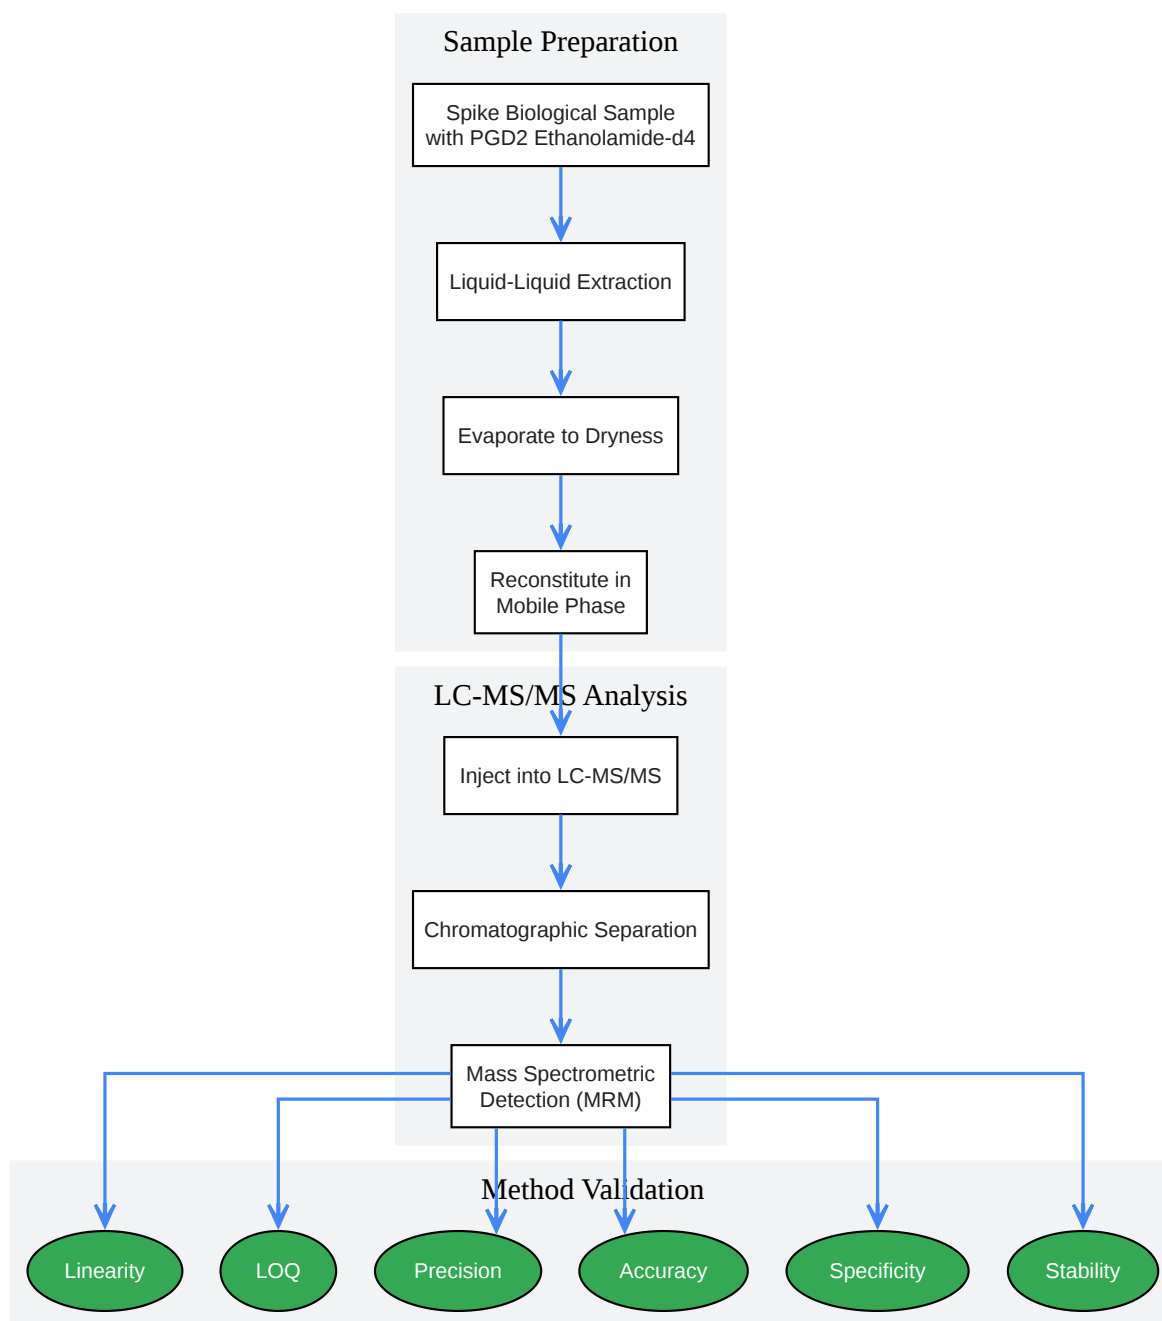 Sample Preparation
Spike Biological Sample
with PGD2 Ethanolamide-d4
Liquid-Liquid Extraction
Evaporate to Dryness
Reconstitute in
Mobile Phase
LC-MS/MS Analysis
Inject into LC-MS/MS
Chromatographic Separation
Mass Spectrometric
Detection (MRM)
Method Validation
Linearity
LOQ
Precision
Accuracy
Specificity
Stability